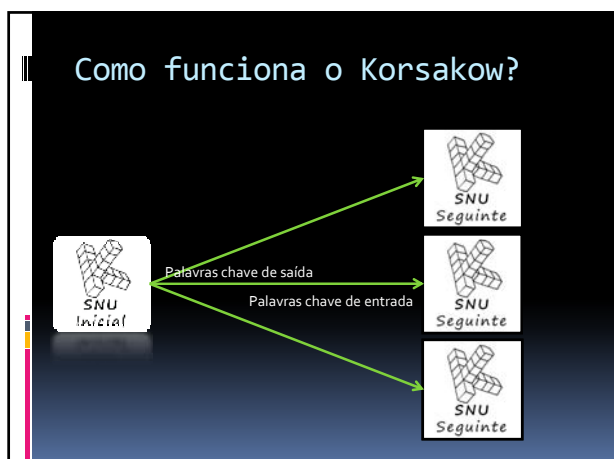 Como funciona o Korsakow?
SNU
Seguinte
Palavras chave de saída
SNU
Inicial
Palavras chave de entrada
SNU
Seguinte
SNU
Seguinte